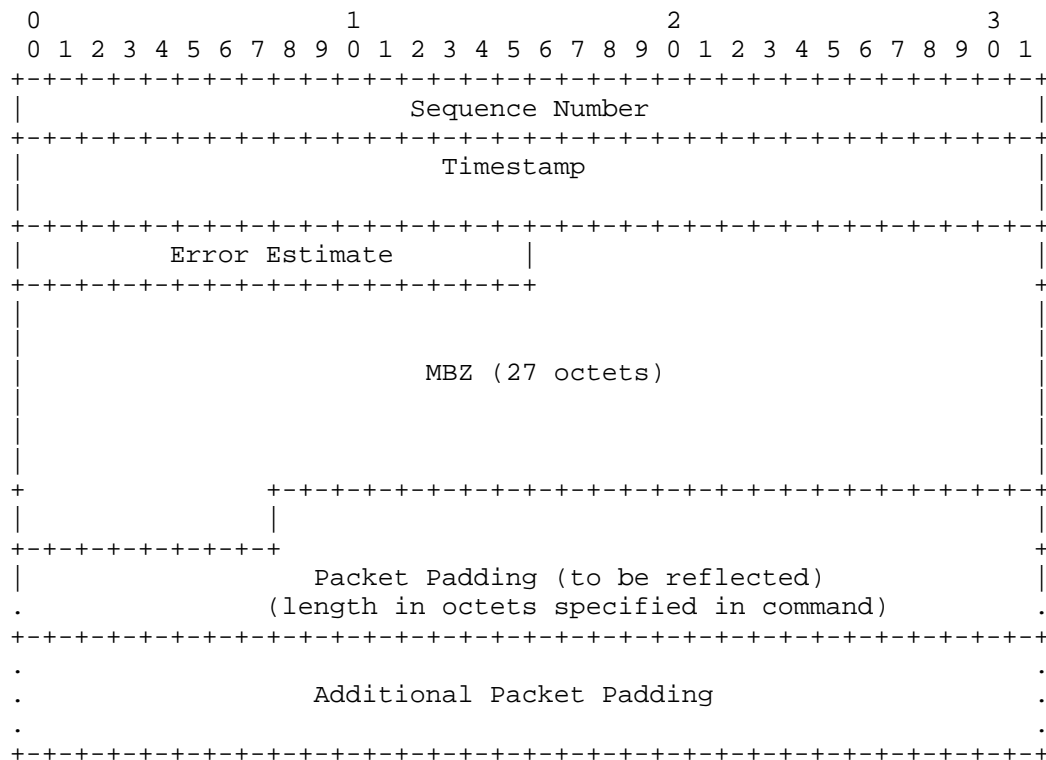 0                   1                   2                   3
 0 1 2 3 4 5 6 7 8 9 0 1 2 3 4 5 6 7 8 9 0 1 2 3 4 5 6 7 8 9 0 1
+-+-+-+-+-+-+-+-+-+-+-+-+-+-+-+-+-+-+-+-+-+-+-+-+-+-+-+-+-+-+-+-+
|                        Sequence Number                        |
+-+-+-+-+-+-+-+-+-+-+-+-+-+-+-+-+-+-+-+-+-+-+-+-+-+-+-+-+-+-+-+-+
|                          Timestamp                            |
|                                                               |
+-+-+-+-+-+-+-+-+-+-+-+-+-+-+-+-+-+-+-+-+-+-+-+-+-+-+-+-+-+-+-+-+
|         Error Estimate        |                               |
+-+-+-+-+-+-+-+-+-+-+-+-+-+-+-+-+                               +
|                                                               |
|                                                               |
|                         MBZ (27 octets)                       |
|                                                               |
|                                                               |
|                                                               |
+               +-+-+-+-+-+-+-+-+-+-+-+-+-+-+-+-+-+-+-+-+-+-+-+-+
|               |                                               |
+-+-+-+-+-+-+-+-+                                               +
|                  Packet Padding (to be reflected)             |
.               (length in octets specified in command)         .
+-+-+-+-+-+-+-+-+-+-+-+-+-+-+-+-+-+-+-+-+-+-+-+-+-+-+-+-+-+-+-+-+
.                                                               .
.                  Additional Packet Padding                    .
.                                                               .
+-+-+-+-+-+-+-+-+-+-+-+-+-+-+-+-+-+-+-+-+-+-+-+-+-+-+-+-+-+-+-+-+